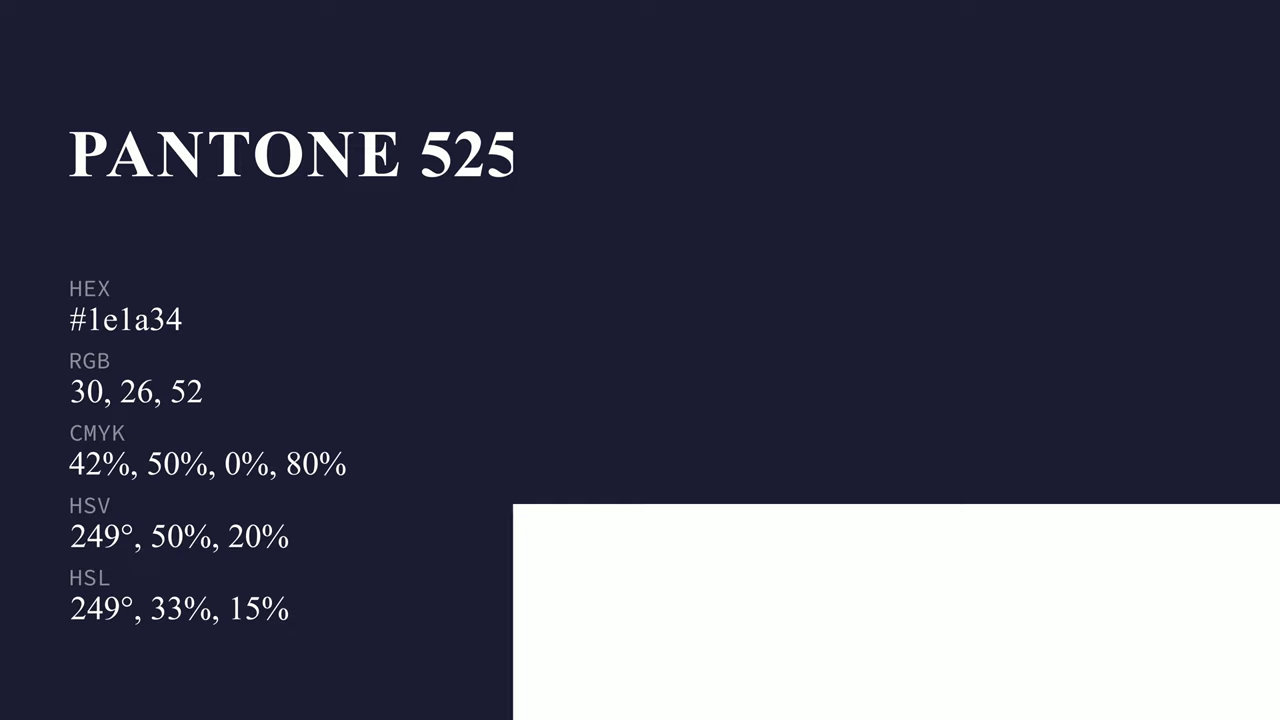 PANTONE 525
HEX
#1e1a34
RGB
30, 26, 52
CMYK
42%, 50%, 0%, 80%
HSV
249°, 50%, 20%
HSL
249°, 33%, 15%